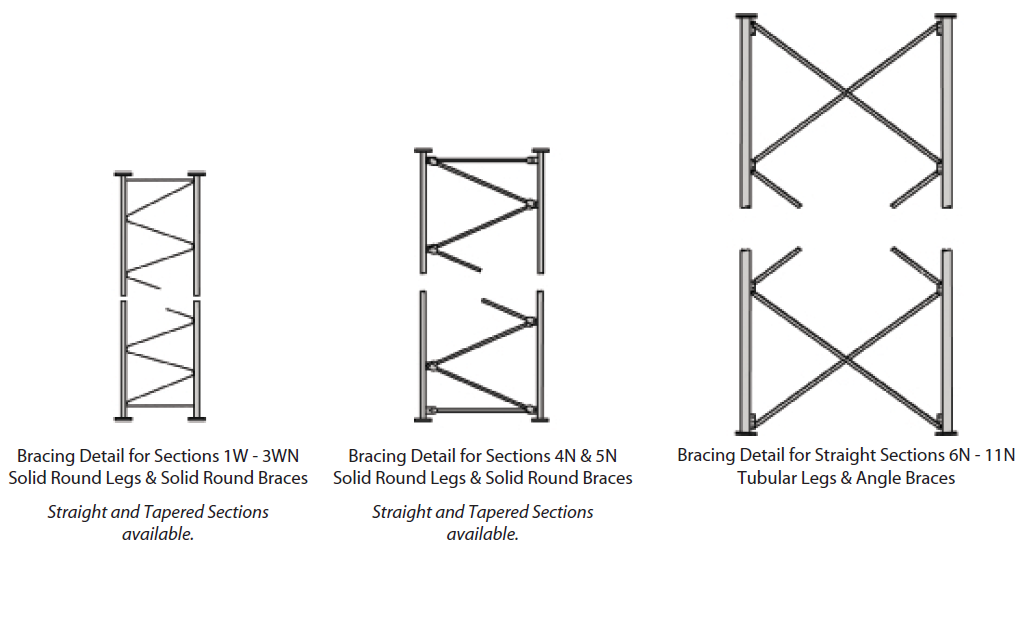 Bracing Detail for Sections 1W - 3WN
Solid Round Legs & Solid Round Braces
Straight and Tapered Sections
available.
Bracing Detail for Sections 4N & 5N
Solid Round Legs & Solid Round Braces
Straight and Tapered Sections
available.
Bracing Detail for Straight Sections 6N - 11N
Tubular Legs & Angle Braces